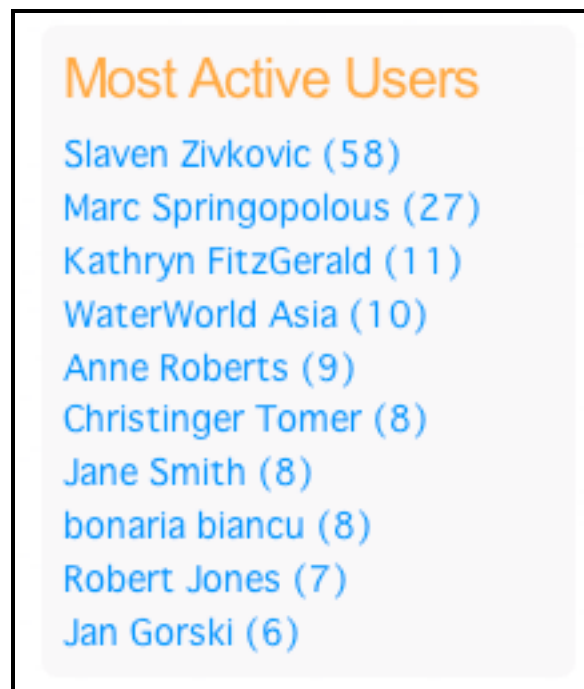 Most Active Users
Slaven Zivkovic (58)
Marc Springopolous (27)
Kathryn FitzGerald (11)
WaterWorld Asia (10)
Anne Roberts (9)
Christinger Tomer (8)
Jane Smith (8)
bonaria biancu (8)
Robert Jones (7)
Jan Gorski (6)